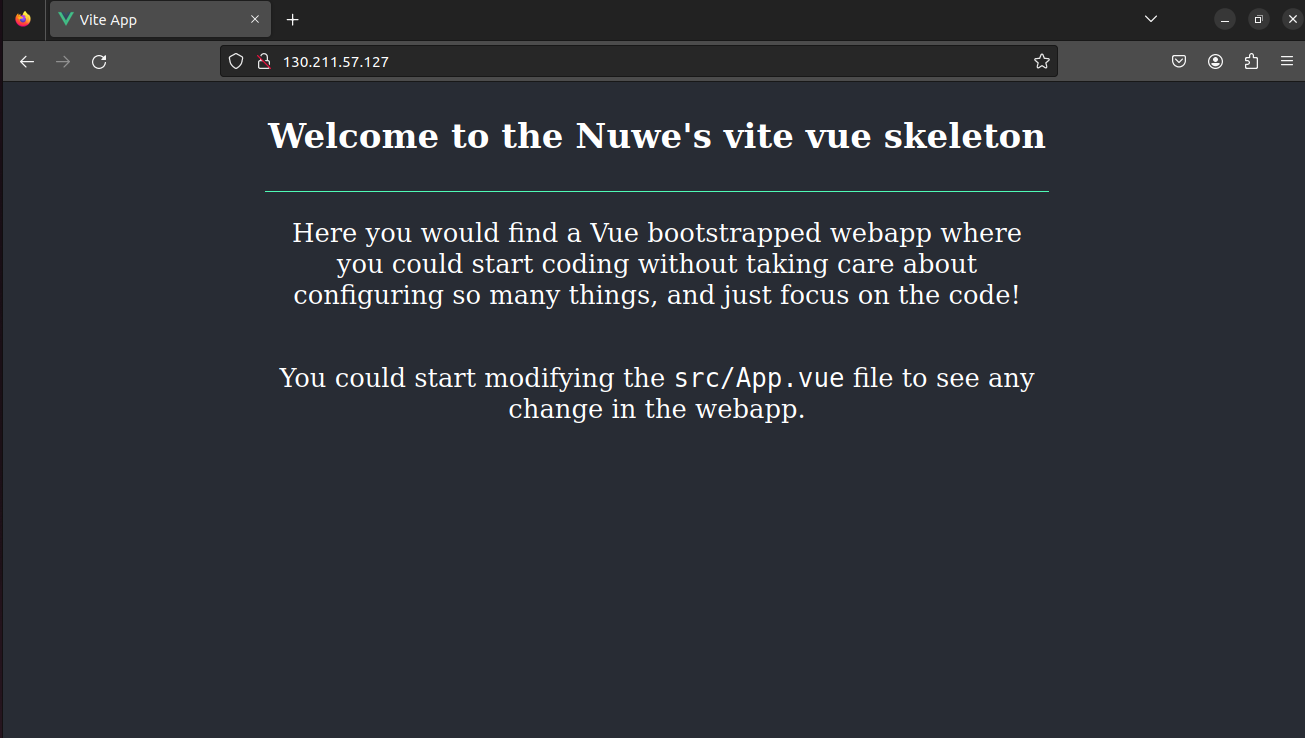 Vite App
130.211.57.127
Welcome to the Nuwe's vite vue skeleton
Here you would find a Vue bootstrapped webapp where
you could start coding without taking care about
configuring so many things, and just focus on the code!
You could start modifying the src/App.vue file to see any
change in the webapp.